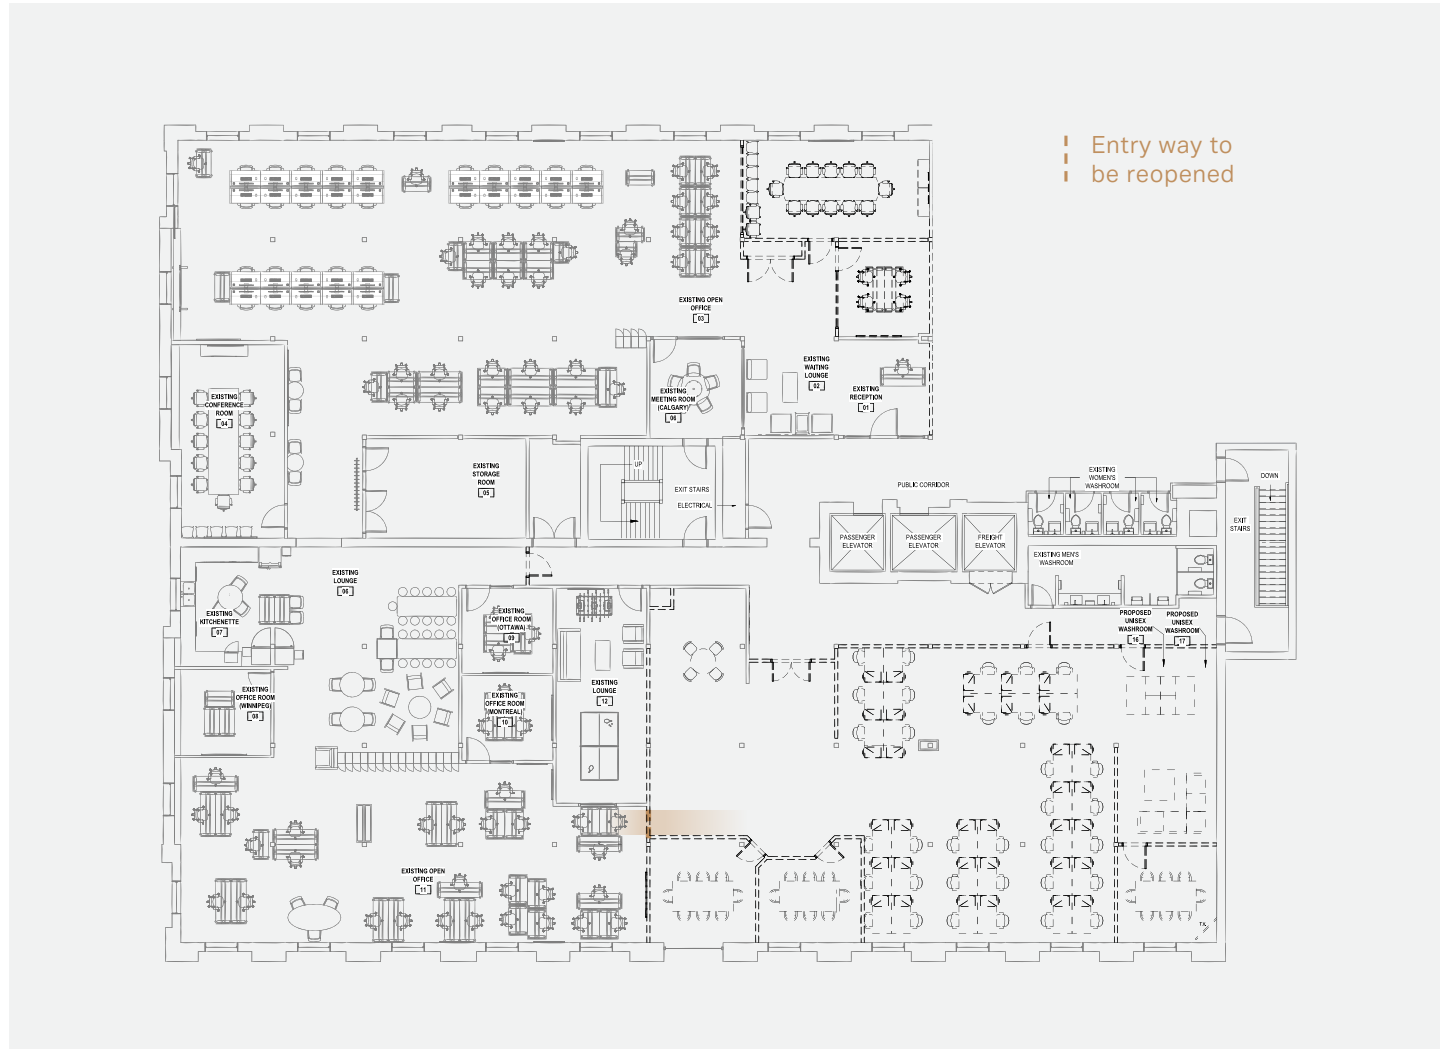 Entry way to
be reopened
EXISTING OPEN
OFFICE
03
EXISTING
WAITING
LOUNGE
02
EXISTING
RECEPTION
01
EXISTING
MEETING ROOM
(CALGARY)
06
EXISTING
CONFERENCE
ROOM
04
EXISTING
STORAGE
ROOM
05
UP
EXIT STAIRS
ELECTRICAL
PUBLIC CORRIDOR
EXISTING
WOMEN'S
WASHROOM
DOWN
EXIT
STAIRS
PASSENGER
ELEVATOR
PASSENGER
ELEVATOR
FREIGHT
ELEVATOR
EXISTING MEN'S
WASHROOM
EXISTING
LOUNGE
06
EXISTING
KITCHENETTE
07
EXISTING
OFFICE ROOM
(OTTAWA)
09
PROPOSED
UNISEX
WASHROOM
16
PROPOSED
UNISEX
WASHROOM
17
EXISTING
OFFICE ROOM
(WINNIPEG)
08
EXISTING
OFFICE ROOM
(MONTREAL)
10
EXISTING
LOUNGE
12
EXISTING OPEN
OFFICE
11